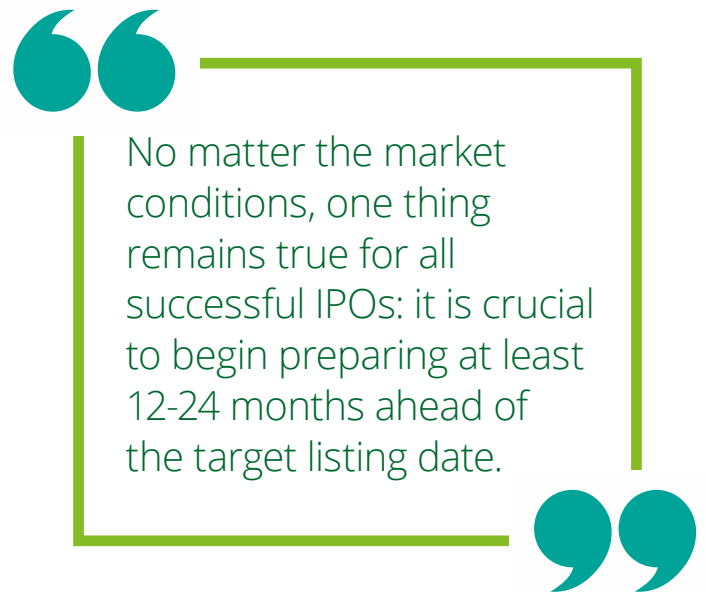 No matter the market
conditions, one thing
remains true for all
successful IPOs: it is crucial
to begin preparing at least
12-24 months ahead of
the target listing date.